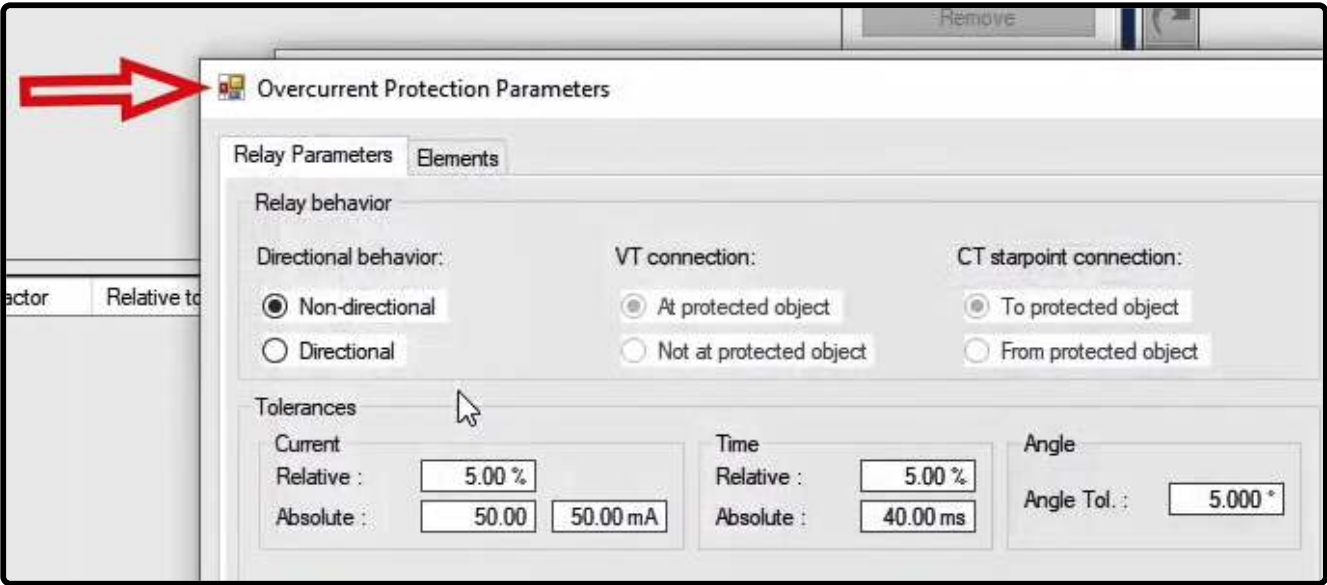 Remove
Overcurrent Protection Parameters
Relay Parameters Elements
Relay behavior
Directional behavior: VT connection: CT starpoint connection:
Non-directional At protected object To protected object
Directional Not at protected object From protected object
actor Relative to
Tolerances
Current Time Angle
Relative : 5.00 % Relative : 5.00 % Angle Tol. : 5.000 °
Absolute : 50.00 50.00 mA Absolute : 40.00 ms